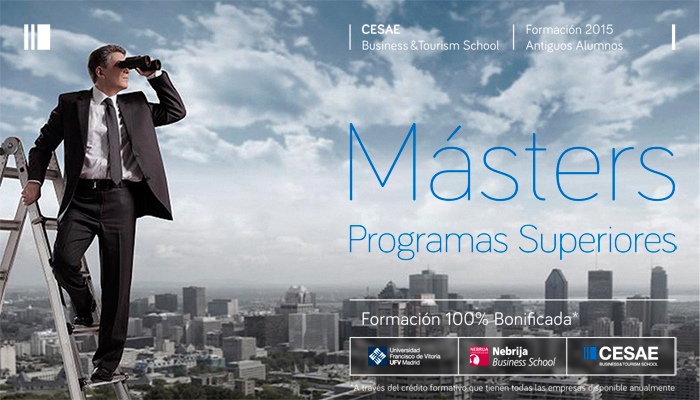 CESAE
Business &Tourism School
Formación 2015
Antiguos Alumnos
Másters
Programas Superiores
Formación 100% Bonificada*
Universidad
Francisco de Vitoria
UFV Madrid
NEBRIJA
Nebrija
Business School
CESAE
BUSINESS&TOURISM SCHOOL
A través del crédito formativo que tienen todas las empresas disponible anualmente